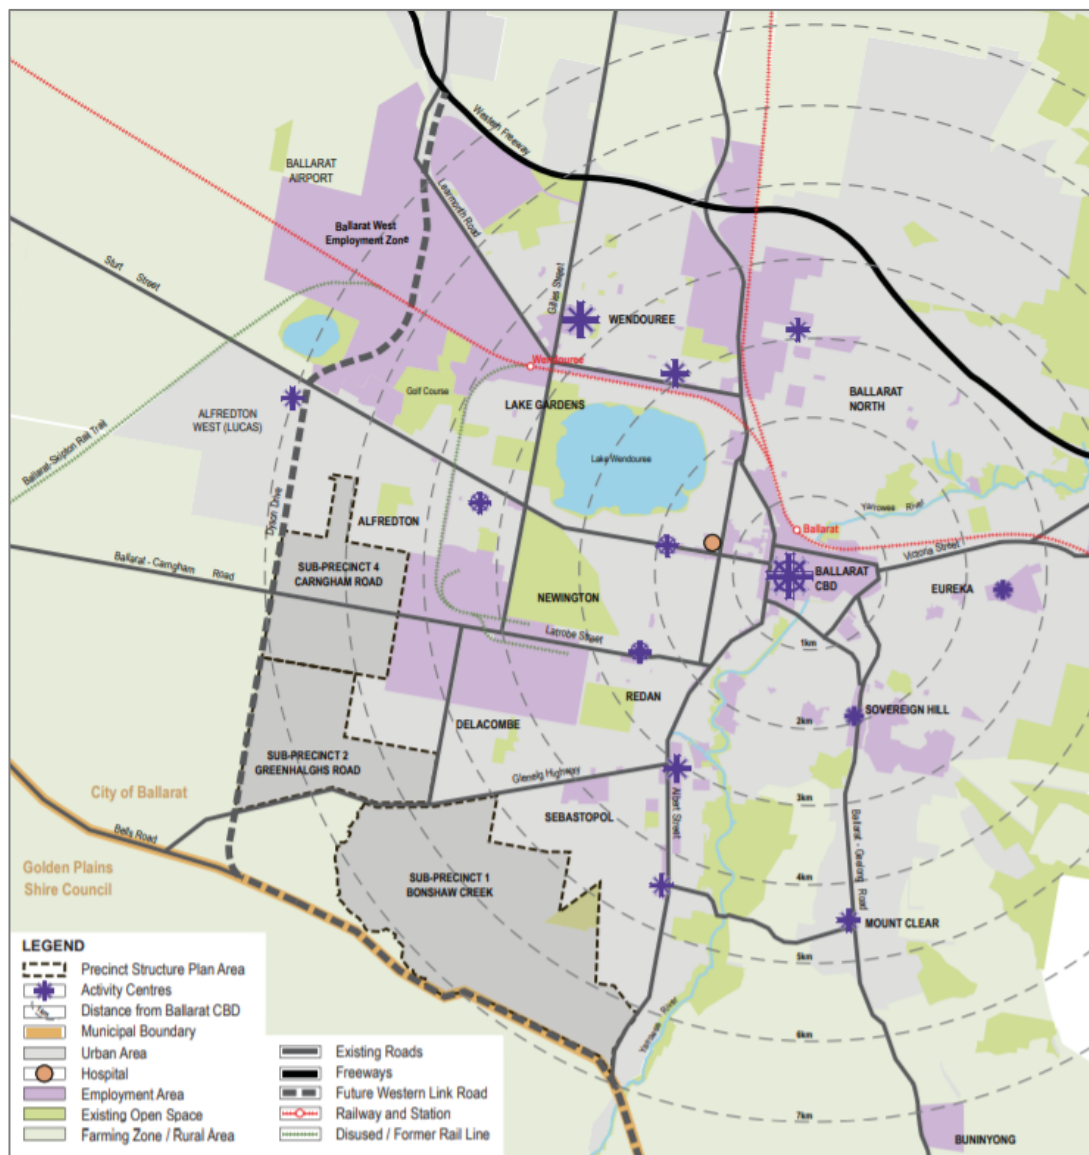 Western Freeway
BALLARAT
AIRPORT
Learmonth Road
Ballarat West
Employment Zone
Sturt Street
Gillies Street
WENDOUREE
Wendouree
Golf Course
LAKE GARDENS
BALLARAT
NORTH
ALFREDTON
WEST (LUCAS)
Ballarat-Skipton Rail Trail
Lake Wendouree
Dyson Drive
ALFREDTON
Yarrowee River
Ballarat
Victoria Street
Ballarat - Carngham Road
SUB-PRECINCT 4
CARNGHAM ROAD
BALLARAT
CBD
EUREKA
NEWINGTON
Latrobe Street
1km
REDAN
SOVEREIGN HILL
DELACOMBE
2km
SUB-PRECINCT 2
GREENHALGHS ROAD
Glenelg Highway
City of Ballarat
3km
Albert Street
SEBASTOPOL
Bells Road
Ballarat - Geelong Road
Golden Plains
Shire Council
SUB-PRECINCT 1
BONSHAW CREEK
4km
MOUNT CLEAR
5km
Yarrowee River
6km
7km
BUNINYONG
LEGEND
Precinct Structure Plan Area
Activity Centres
1km
Distance from Ballarat CBD
Municipal Boundary
Urban Area
Hospital
Employment Area
Existing Open Space
Farming Zone / Rural Area
Existing Roads
Freeways
Future Western Link Road
Railway and Station
Disused / Former Rail Line